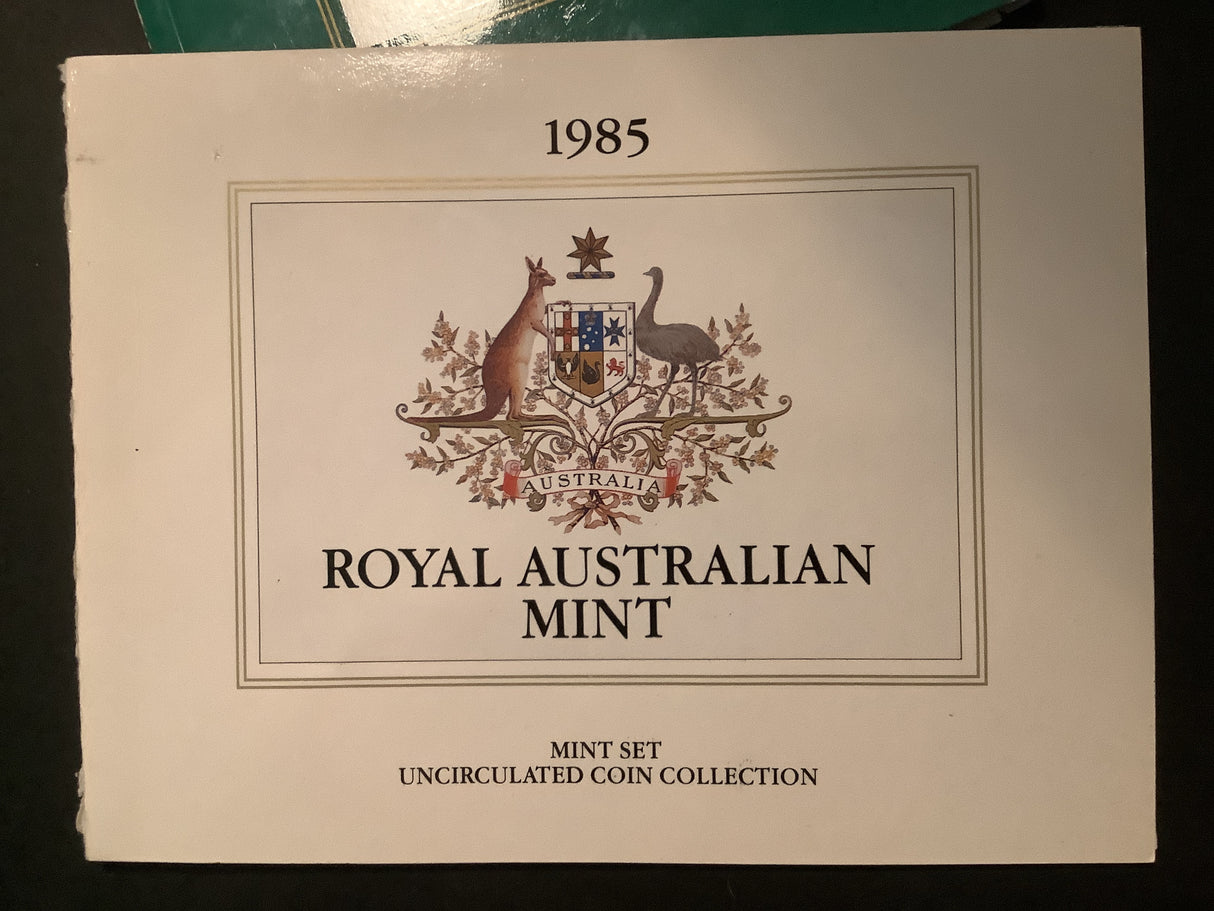 1985
AUSTRALIA
ROYAL AUSTRALIAN
MINT
MINT SET
UNCIRCULATED COIN COLLECTION